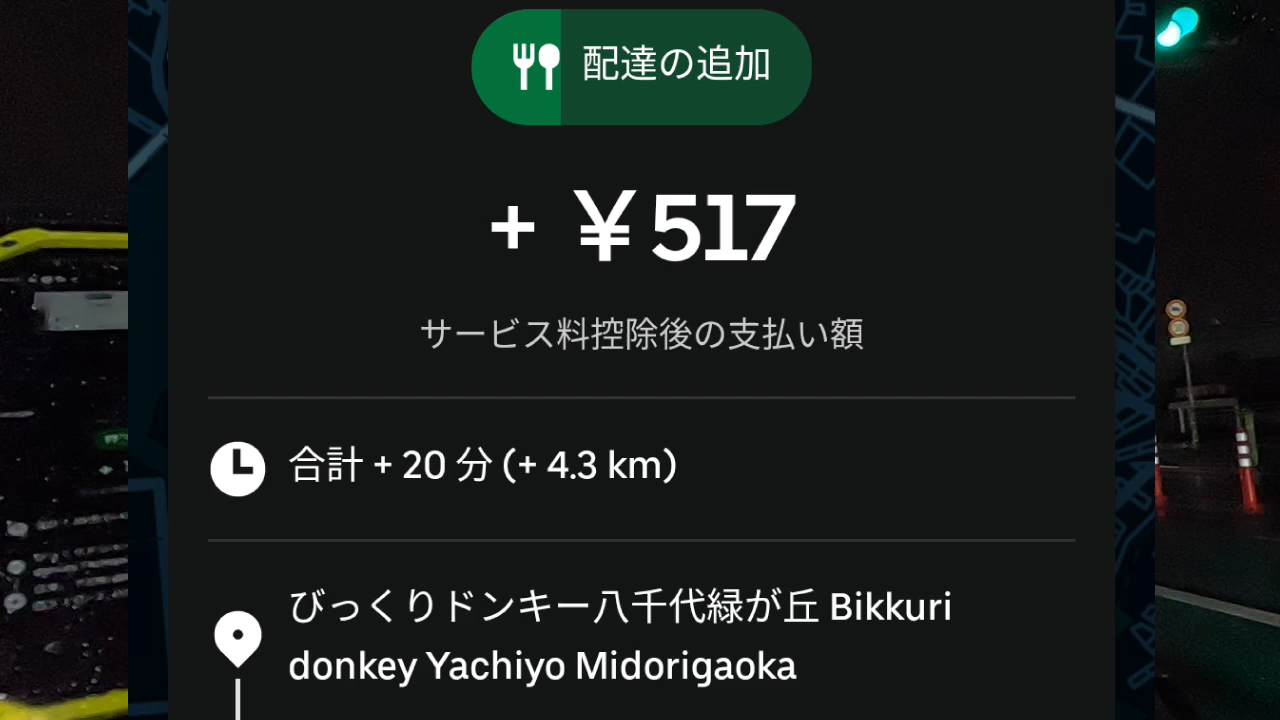 配達の追加
+ ￥517
サービス料控除後の支払い額
合計 + 20 分 (+ 4.3 km)
びっくりドンキー八千代緑が丘 Bikkuri
donkey Yachiyo Midorigaoka